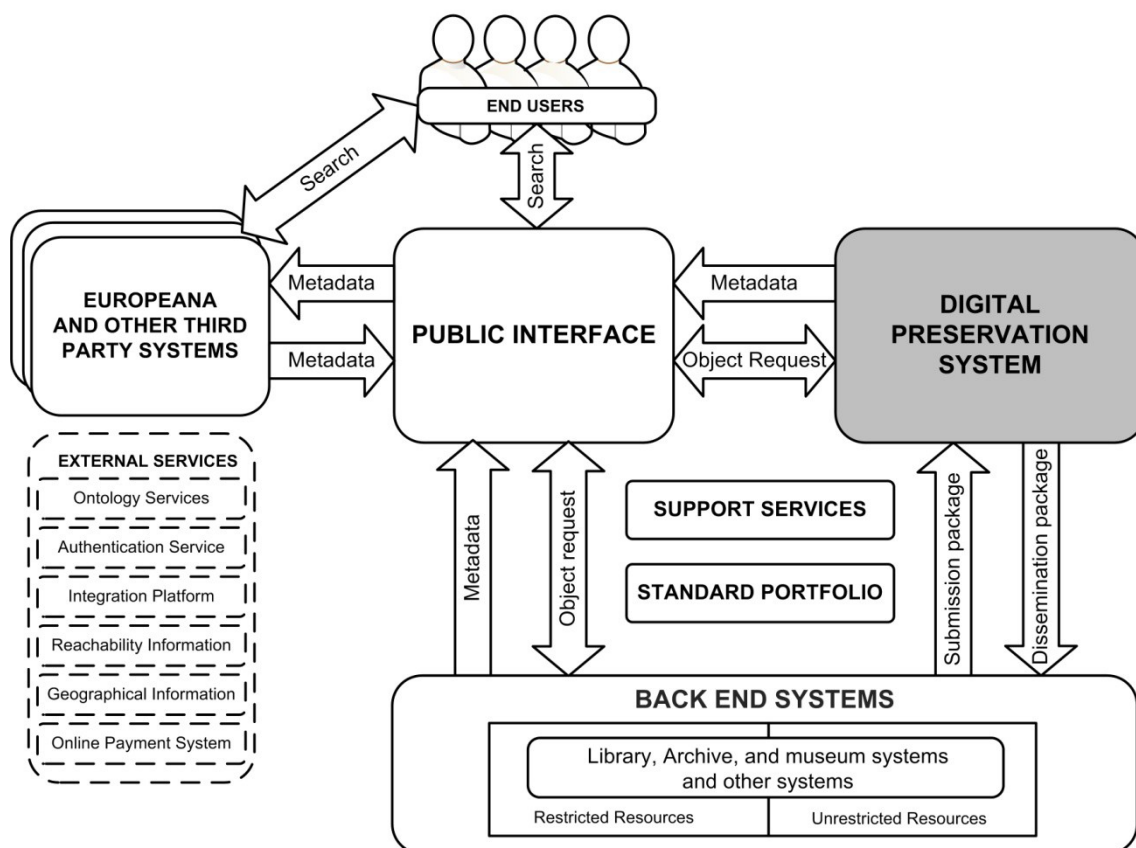 END USERS
Search
Search
EUROPEANA
AND OTHER THIRD
PARTY SYSTEMS
Metadata
Metadata
PUBLIC INTERFACE
Metadata
Object Request
DIGITAL
PRESERVATION
SYSTEM
EXTERNAL SERVICES
Ontology Services
Authentication Service
Integration Platform
Reachability Information
Geographical Information
Online Payment System
Metadata
Object request
SUPPORT SERVICES
STANDARD PORTFOLIO
Submission package
Dissemination package
BACK END SYSTEMS
Library, Archive, and museum systems
and other systems
Restricted Resources
Unrestricted Resources